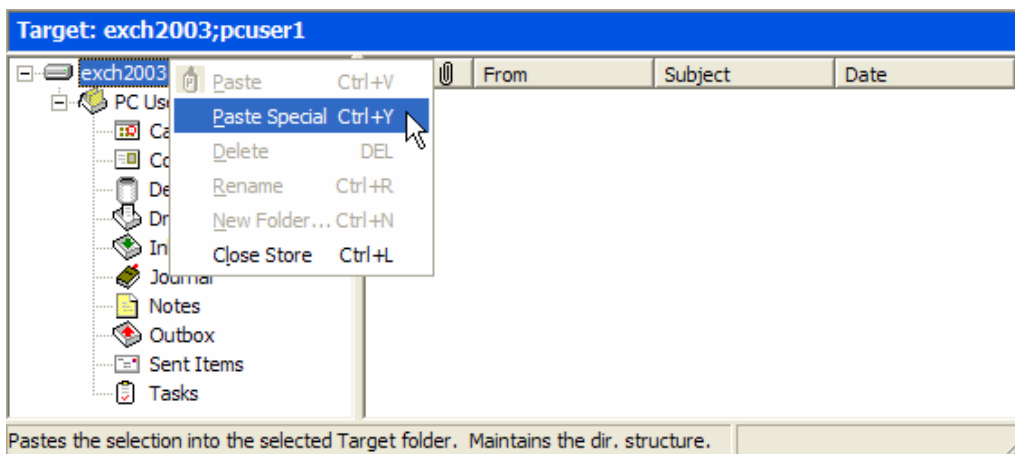 Target: exch2003;pcuser1
From Subject Date
exch2003
Paste Ctrl+V
PC
Paste Special Ctrl+Y
Delete DEL
Rename Ctrl+R
New Folder... Ctrl+N
Close Store Ctrl+L
Journal
Notes
Outbox
Sent Items
Tasks
Pastes the selection into the selected Target folder. Maintains the dir. structure.